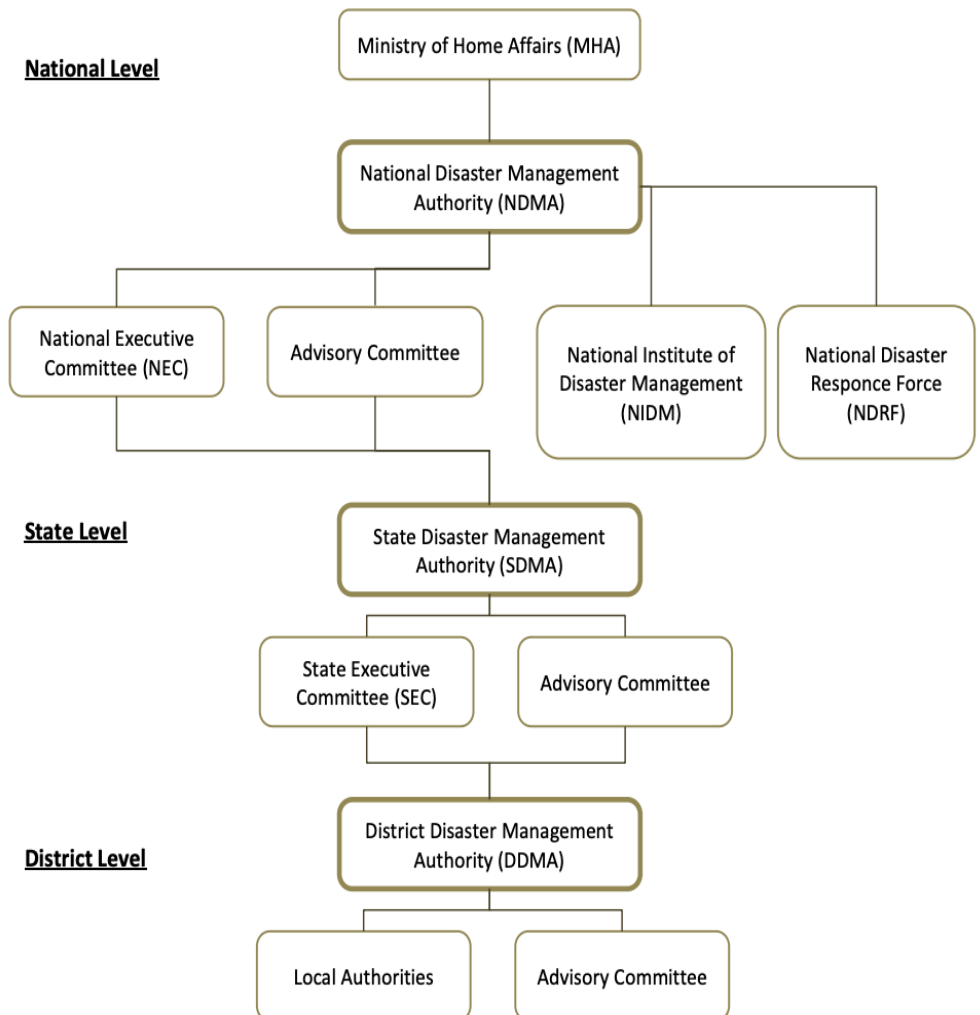 Ministry of Home Affairs (MHA)
National Level
National Disaster Management
Authority (NDMA)
National Executive
Committee (NEC)
Advisory Committee
National Institute of
Disaster Management
(NIDM)
National Disaster
Responce Force
(NDRF)
State Level
State Disaster Management
Authority (SDMA)
State Executive
Committee (SEC)
Advisory Committee
District Disaster Management
Authority (DDMA)
District Level
Local Authorities
Advisory Committee